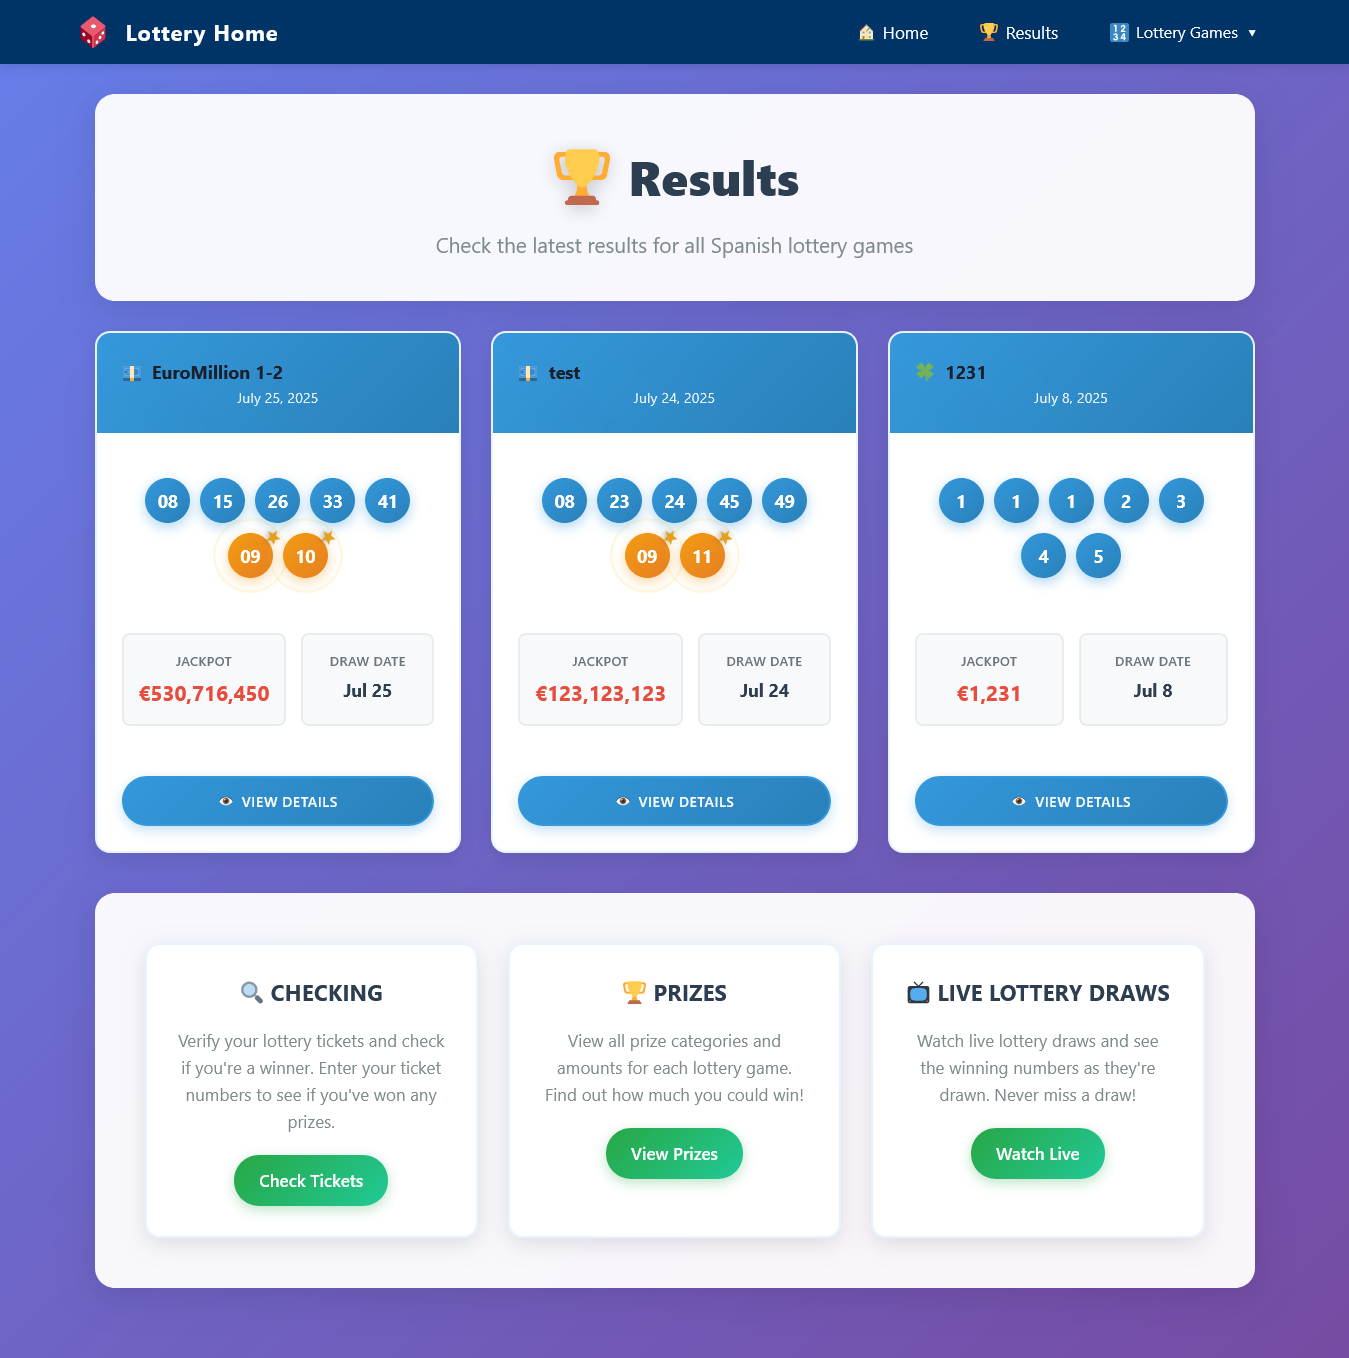 Lottery Home
Home
Results
Lottery Games ▼
Results
Check the latest results for all Spanish lottery games
EuroMillion 1-2
July 25, 2025
08 15 26 33 41
09 10
JACKPOT
€530,716,450
DRAW DATE
Jul 25
VIEW DETAILS
test
July 24, 2025
08 23 24 45 49
09 11
JACKPOT
€123,123,123
DRAW DATE
Jul 24
VIEW DETAILS
1231
July 8, 2025
1 1 1 2 3
4 5
JACKPOT
€1,231
DRAW DATE
Jul 8
VIEW DETAILS
CHECKING
Verify your lottery tickets and check
if you're a winner. Enter your ticket
numbers to see if you've won any
prizes.
Check Tickets
PRIZES
View all prize categories and
amounts for each lottery game.
Find out how much you could win!
View Prizes
LIVE LOTTERY DRAWS
Watch live lottery draws and see
the winning numbers as they're
drawn. Never miss a draw!
Watch Live